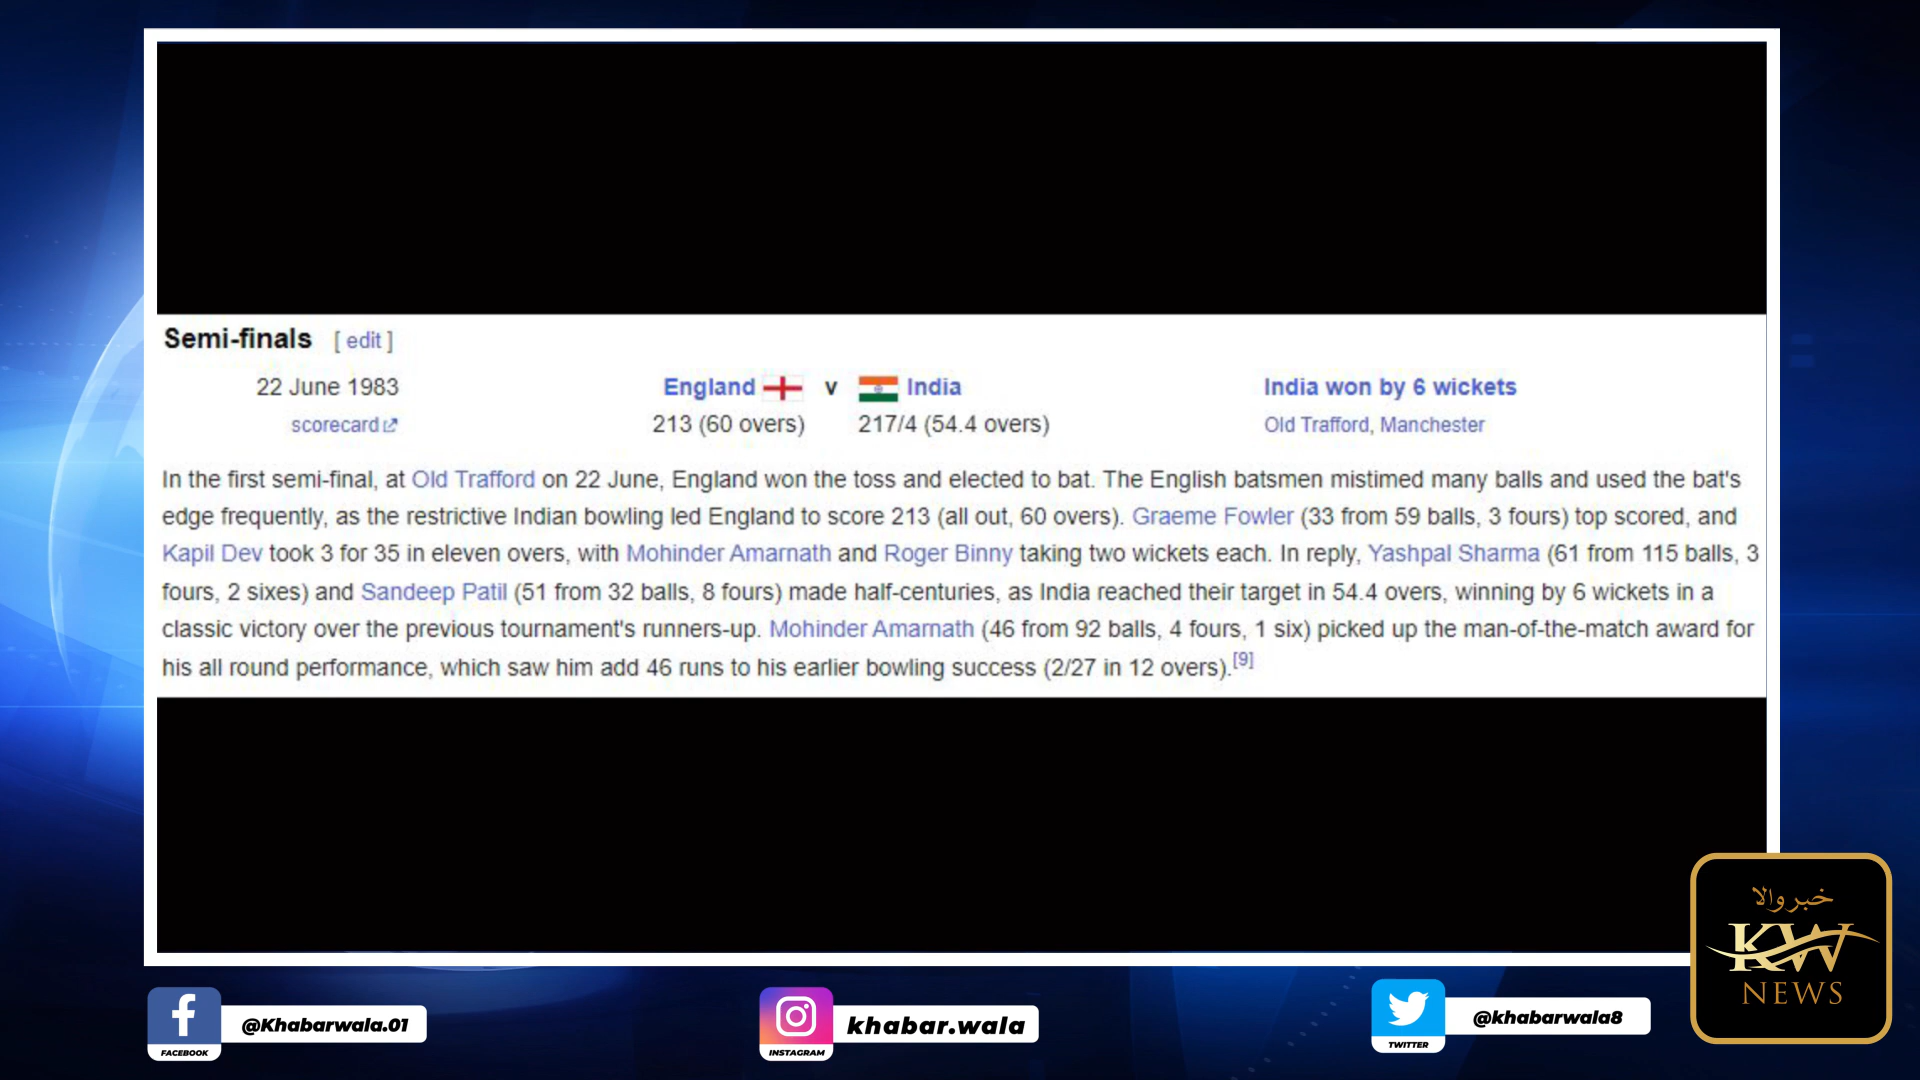 Semi-finals [ edit ]
22 June 1983 England v India India won by 6 wickets
scorecard 213 (60 overs) 217/4 (54.4 overs) Old Trafford, Manchester
In the first semi-final, at Old Trafford on 22 June, England won the toss and elected to bat. The English batsmen mistimed many balls and used the bat's
edge frequently, as the restrictive Indian bowling led England to score 213 (all out, 60 overs). Graeme Fowler (33 from 59 balls, 3 fours) top scored, and
Kapil Dev took 3 for 35 in eleven overs, with Mohinder Amarnath and Roger Binny taking two wickets each. In reply, Yashpal Sharma (61 from 115 balls, 3
fours, 2 sixes) and Sandeep Patil (51 from 32 balls, 8 fours) made half-centuries, as India reached their target in 54.4 overs, winning by 6 wickets in a
classic victory over the previous tournament's runners-up. Mohinder Amarnath (46 from 92 balls, 4 fours, 1 six) picked up the man-of-the-match award for
his all round performance, which saw him add 46 runs to his earlier bowling success (2/27 in 12 overs).[9]
خبروالا
KW
NEWS
@Khabarwala.01
FACEBOOK
khabar.wala
INSTAGRAM
@khabarwala8
TWITTER